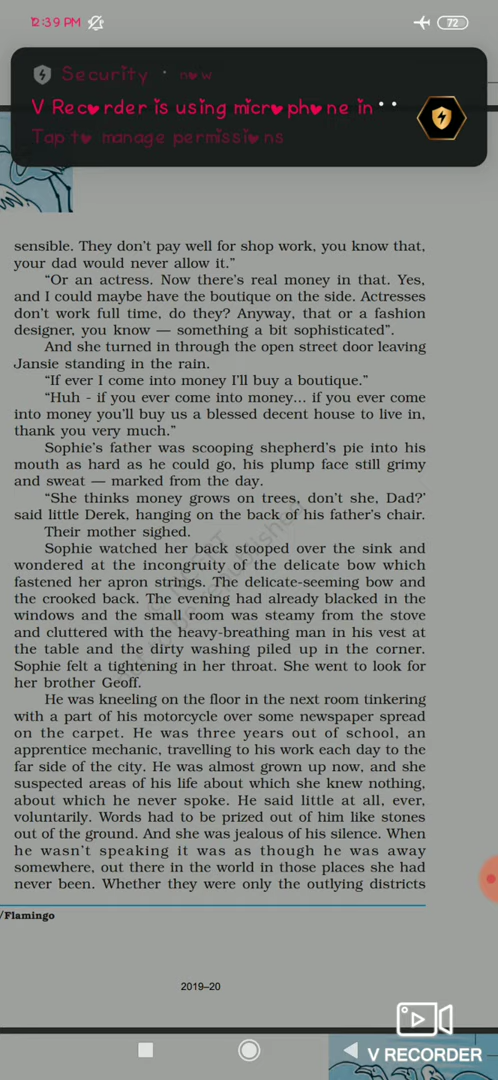 2:39 PM
72
Security • now
V Recorder is using microphone in
Tap to manage permissions
sensible. They don't pay well for shop work, you know that,
your dad would never allow it.”
“Or an actress. Now there's real money in that. Yes,
and I could maybe have the boutique on the side. Actresses
don't work full time, do they? Anyway, that or a fashion
designer, you know — something a bit sophisticated”.
And she turned in through the open street door leaving
Jansie standing in the rain.
“If ever I come into money I'll buy a boutique.”
“Huh - if you ever come into money... if you ever come
into money you'll buy us a blessed decent house to live in,
thank you very much.”
Sophie's father was scooping shepherd's pie into his
mouth as hard as he could go, his plump face still grimy
and sweat — marked from the day.
“She thinks money grows on trees, don't she, Dad?'
said little Derek, hanging on the back of his father's chair.
Their mother sighed.
Sophie watched her back stooped over the sink and
wondered at the incongruity of the delicate bow which
fastened her apron strings. The delicate-seeming bow and
the crooked back. The evening had already blacked in the
windows and the small room was steamy from the stove
and cluttered with the heavy-breathing man in his vest at
the table and the dirty washing piled up in the corner.
Sophie felt a tightening in her throat. She went to look for
her brother Geoff.
He was kneeling on the floor in the next room tinkering
with a part of his motorcycle over some newspaper spread
on the carpet. He was three years out of school, an
apprentice mechanic, travelling to his work each day to the
far side of the city. He was almost grown up now, and she
suspected areas of his life about which she knew nothing,
about which he never spoke. He said little at all, ever,
voluntarily. Words had to be prized out of him like stones
out of the ground. And she was jealous of his silence. When
he wasn't speaking it was as though he was away
somewhere, out there in the world in those places she had
never been. Whether they were only the outlying districts
/Flamingo
2019–20
V RECORDER